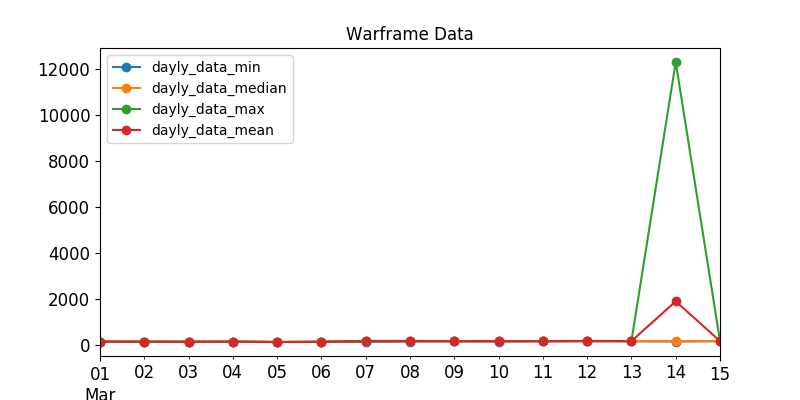 Warframe Data
dayly_data_min
dayly_data_median
dayly_data_max
dayly_data_mean
12000
10000
8000
6000
4000
2000
0
01 02 03 04 05 06 07 08 09 10 11 12 13 14 15
Mar